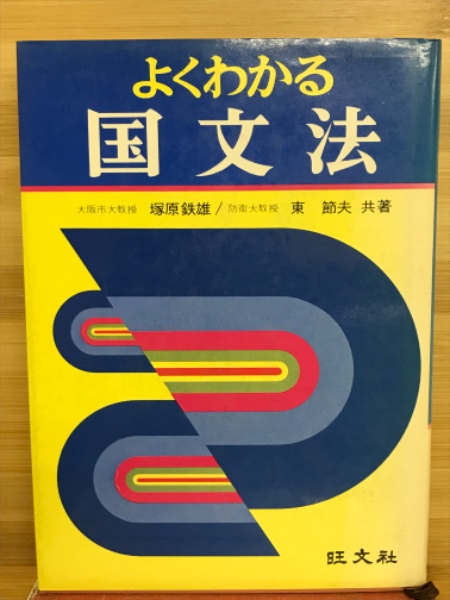 よくわかる
国文法
大阪市大教授 塚原鉄雄/防衛大教授 東 節夫 共著
旺文社